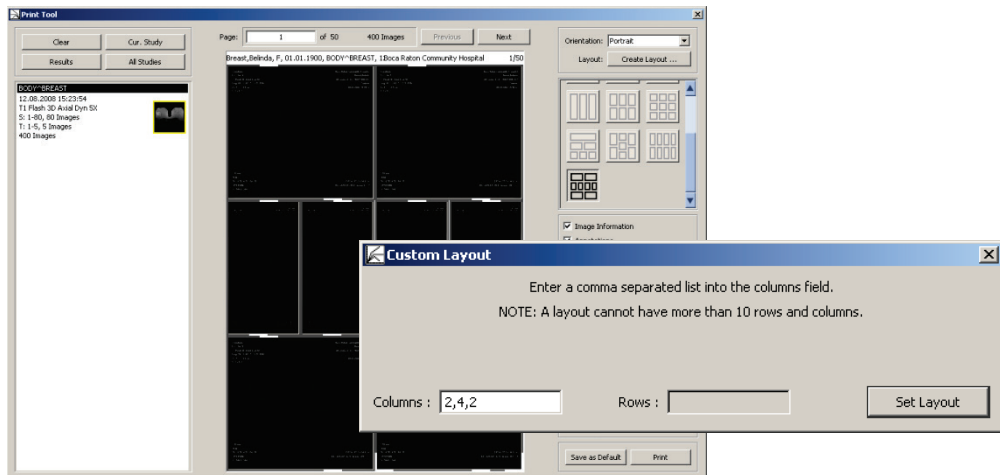 Print Tool
Clear
Cur. Study
Results
All Studies
BODY^BREAST
12.08.2008 15:23:54
T1 Flash 3D Axial Dyn SX
S: 1-80, 80 Images
T: 1-5, 5 Images
400 Images
Page: 1 of 50 400 Images Previous Next
Breast,Belinda, F, 01.01.1900, BODY^BREAST, 1Boca Raton Community Hospital 1/50
Orientation: Portrait
Layout: Create Layout ...
Image Information
Custom Layout
Enter a comma separated list into the columns field.
NOTE: A layout cannot have more than 10 rows and columns.
Columns : 2,4,2 Rows : Set Layout
Save as Default Print